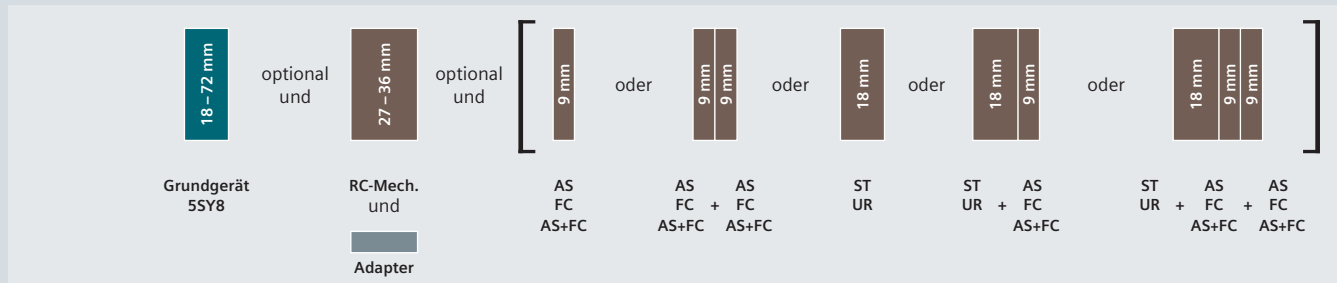 18 – 72 mm
optional
und
27 – 36 mm
optional
und
9 mm
oder
9 mm
9 mm
oder
18 mm
oder
18 mm
9 mm
oder
18 mm
9 mm
9 mm
Grundgerät
5SY8
RC-Mech.
und
Adapter
AS
FC
AS+FC
AS AS
FC + FC
AS+FC AS+FC
ST
UR
ST AS
UR + FC
AS+FC
ST AS AS
UR + FC + FC
AS+FC AS+FC